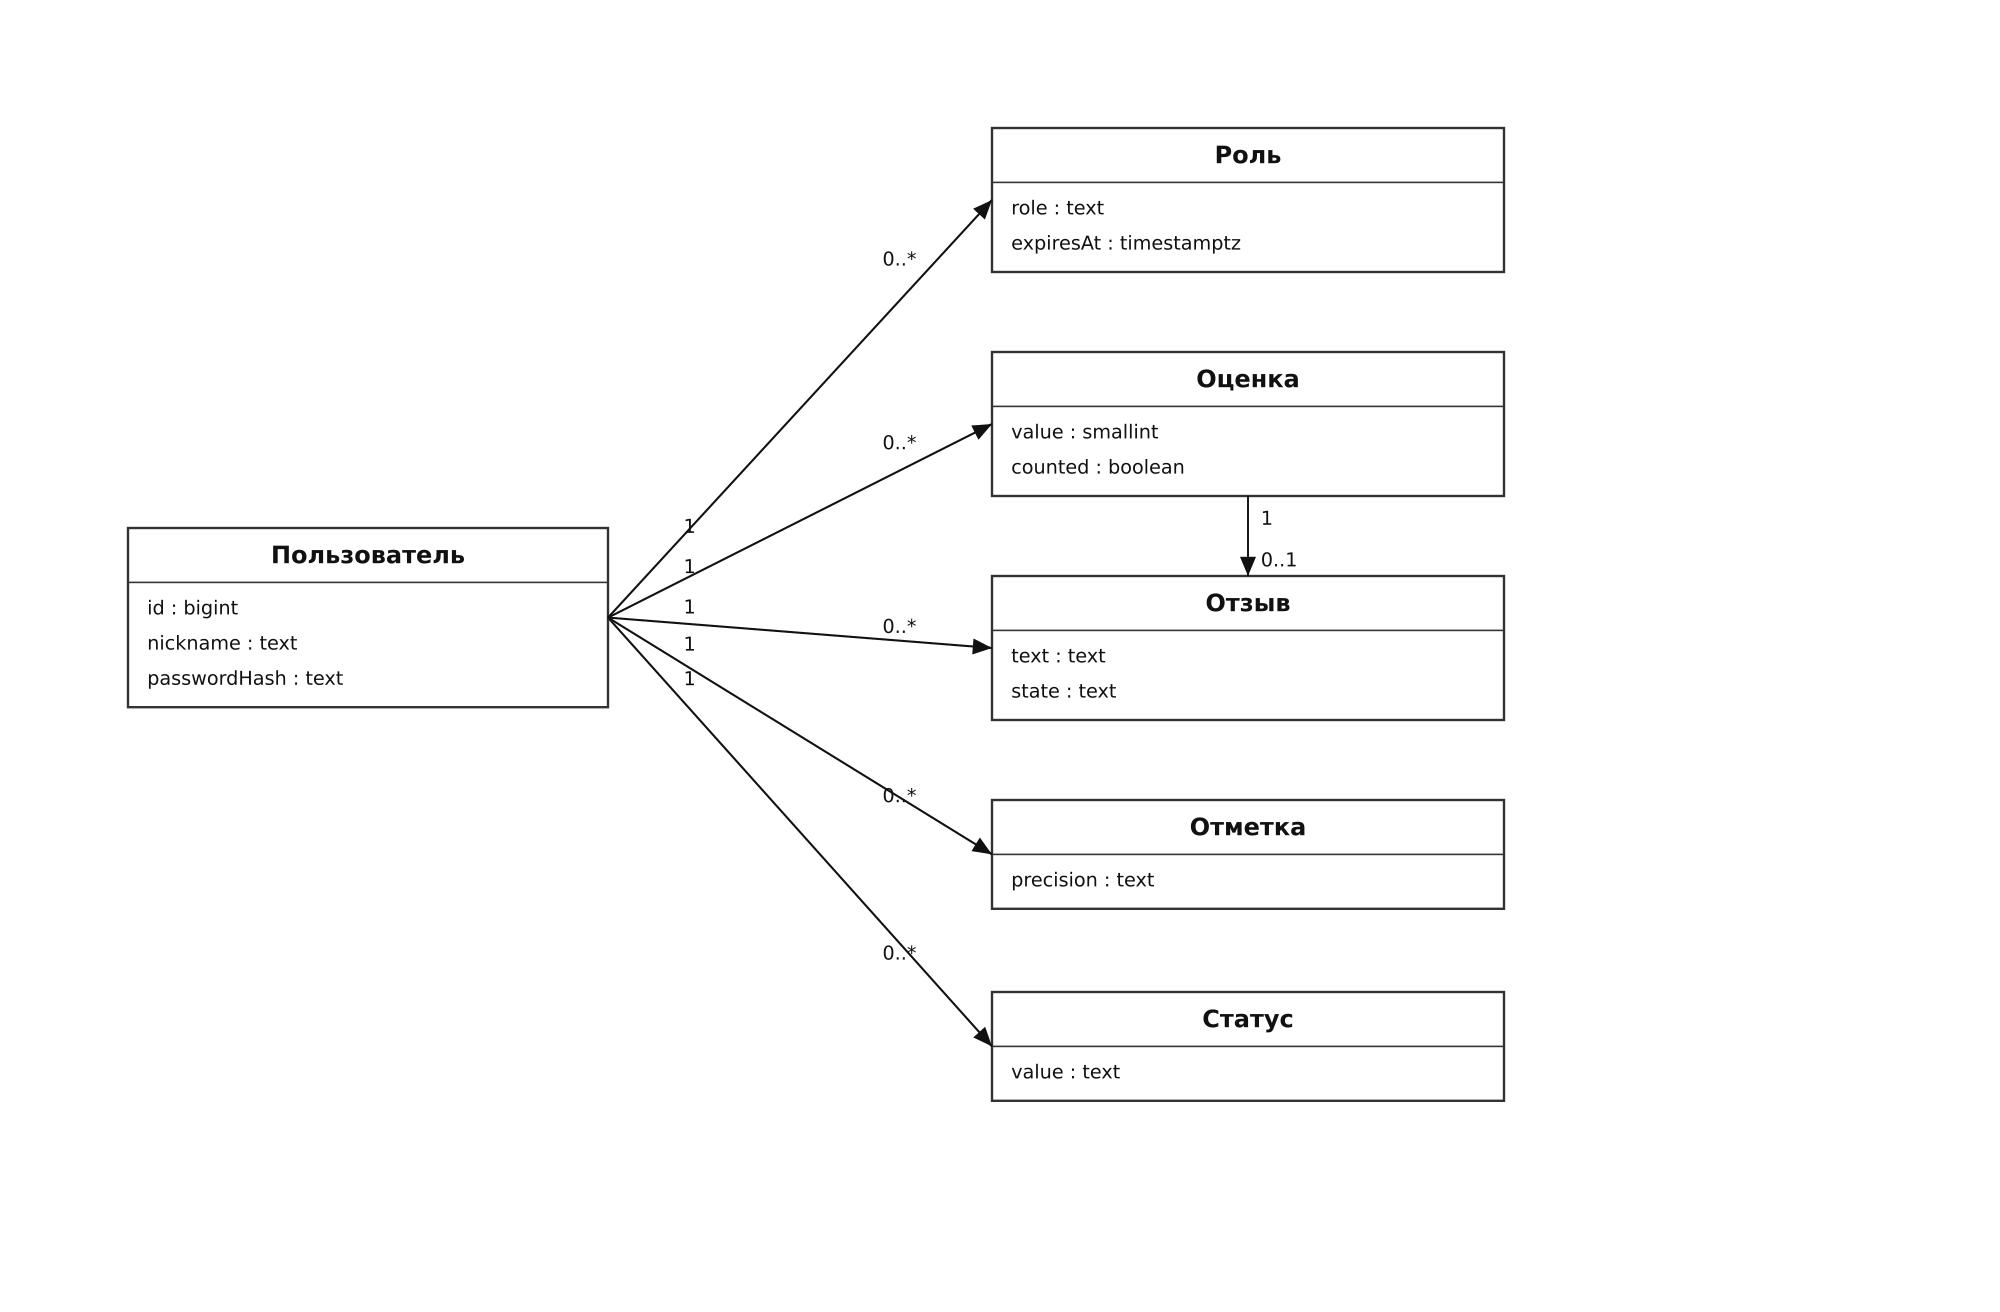 Роль
role : text
expiresAt : timestamptz
0..*
Оценка
value : smallint
counted : boolean
0..*
1
0..1
Пользователь
id : bigint
nickname : text
passwordHash : text
1
1
1
1
1
0..*
Отзыв
text : text
state : text
0..*
Отметка
precision : text
0..*
Статус
value : text